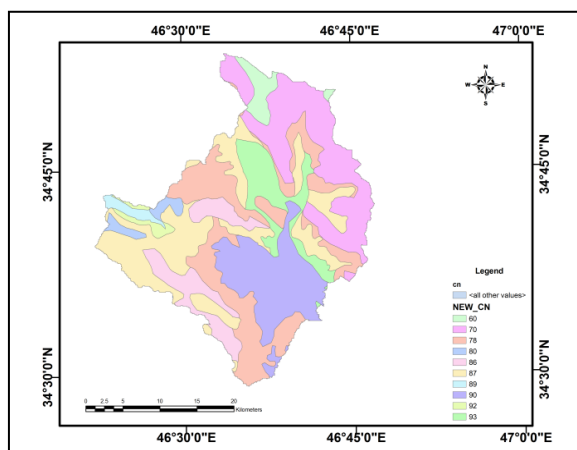 46°30'0"E 46°45'0"E 47°0'0"E
N
W E
S
34°45'0"N
34°45'0"N
Legend
cn
<all other values>
NEW_CN
60
70
78
80
86
87
89
90
92
93
34°30'0"N
34°30'0"N
0 2.5 5 10 15 20
Kilometers
46°30'0"E 46°45'0"E 47°0'0"E